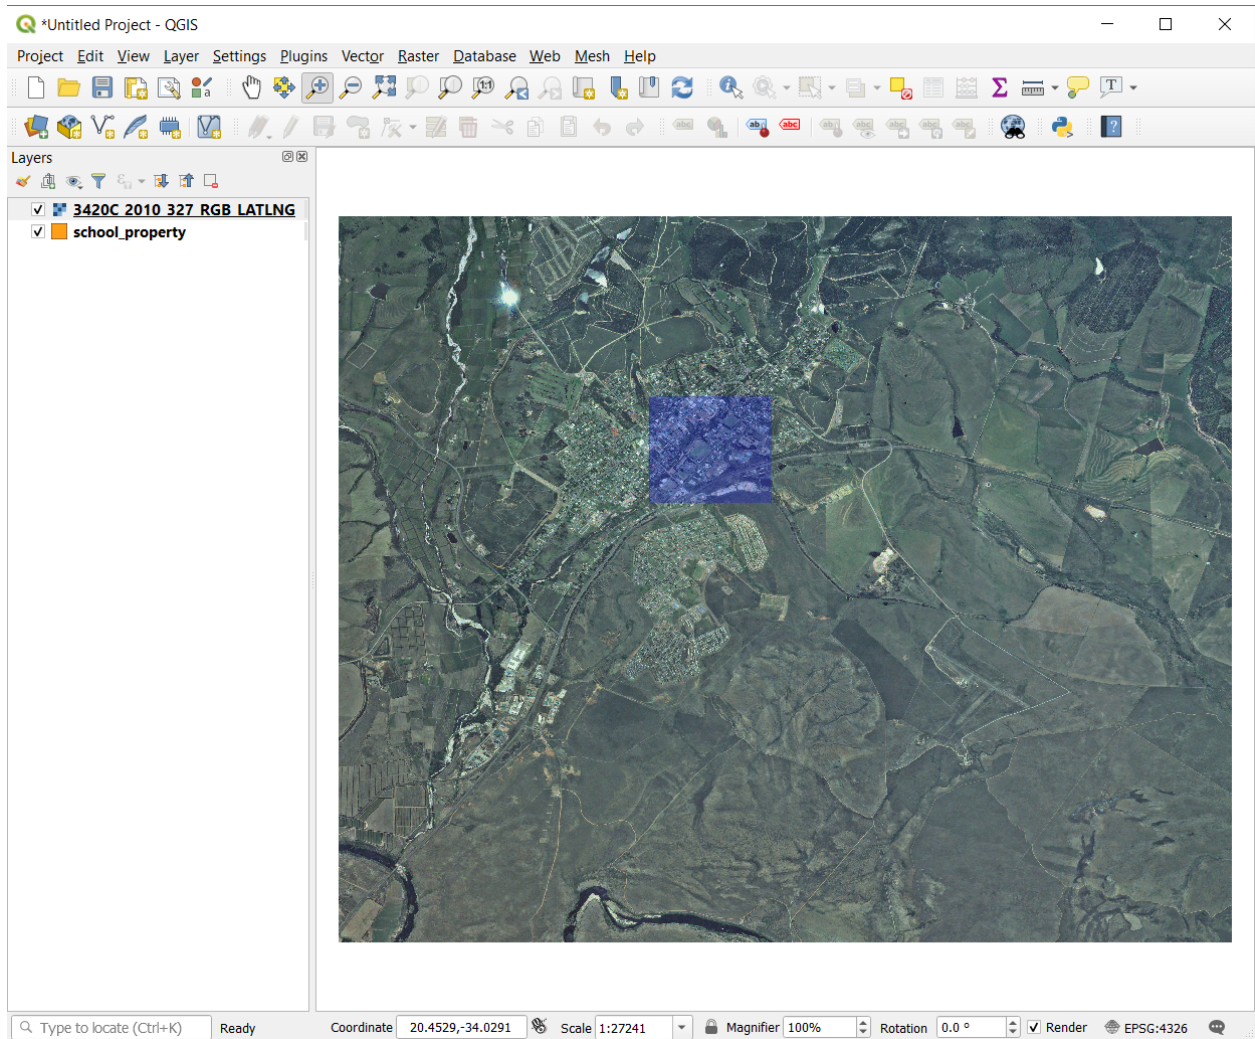 *Untitled Project - QGIS
Project Edit View Layer Settings Plugins Vector Raster Database Web Mesh Help
Layers
3420C_2010_327_RGB_LATLNG
school_property
Type to locate (Ctrl+K) Ready Coordinate 20.4529,-34.0291 Scale 1:27241 Magnifier 100% Rotation 0.0 ° Render EPSG:4326